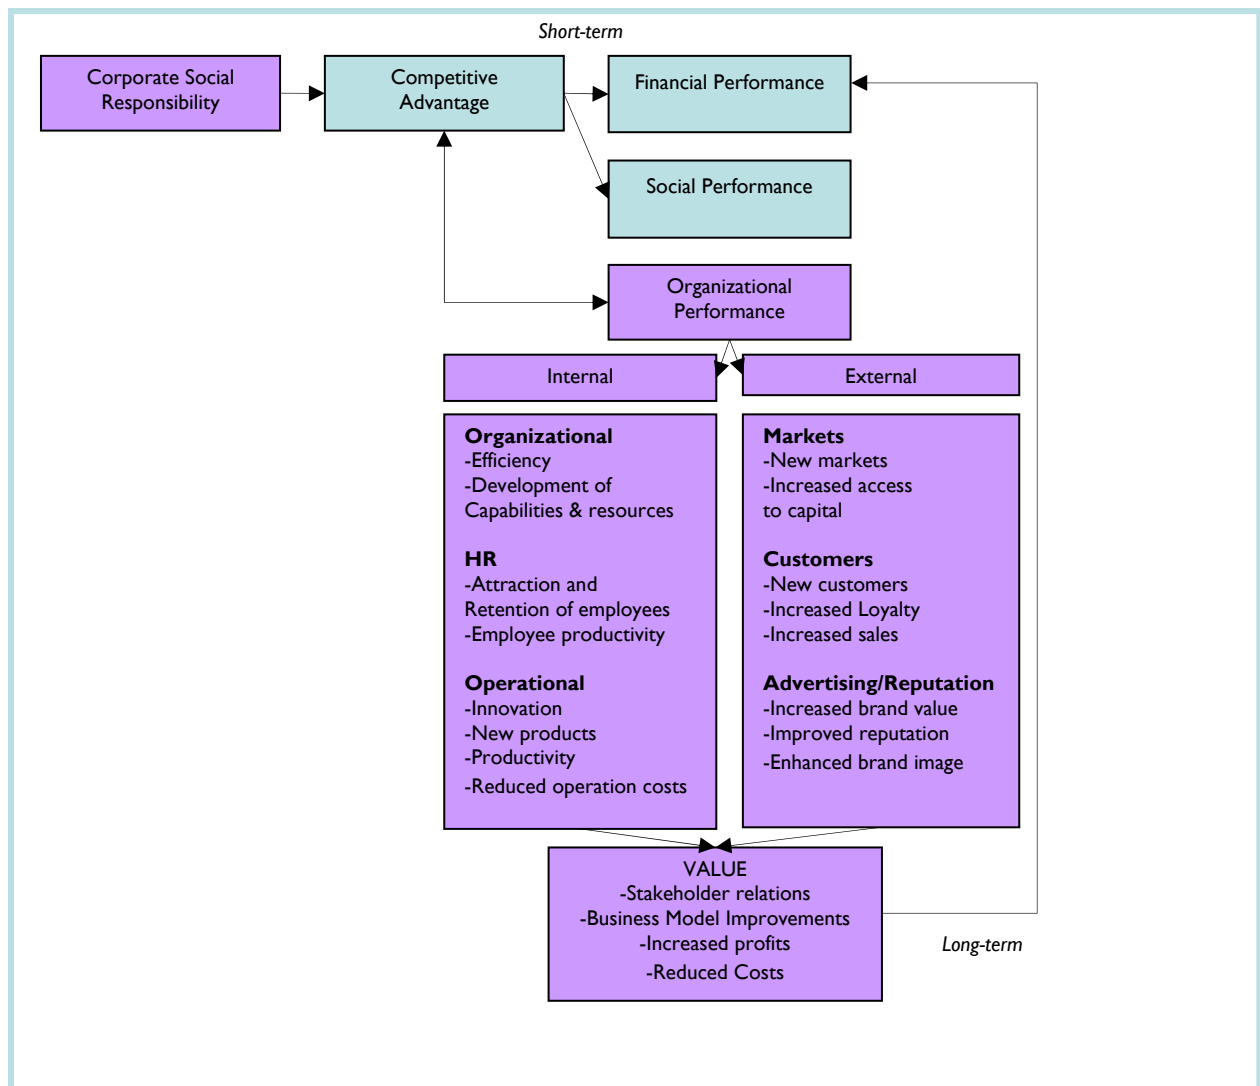 Short-term
Corporate Social
Responsibility
Competitive
Advantage
Financial Performance
Social Performance
Organizational
Performance
Internal
External
Organizational
-Efficiency
-Development of
Capabilities & resources
HR
-Attraction and
Retention of employees
-Employee productivity
Operational
-Innovation
-New products
-Productivity
-Reduced operation costs
Markets
-New markets
-Increased access
to capital
Customers
-New customers
-Increased Loyalty
-Increased sales
Advertising/Reputation
-Increased brand value
-Improved reputation
-Enhanced brand image
VALUE
-Stakeholder relations
-Business Model Improvements
-Increased profits
-Reduced Costs
Long-term